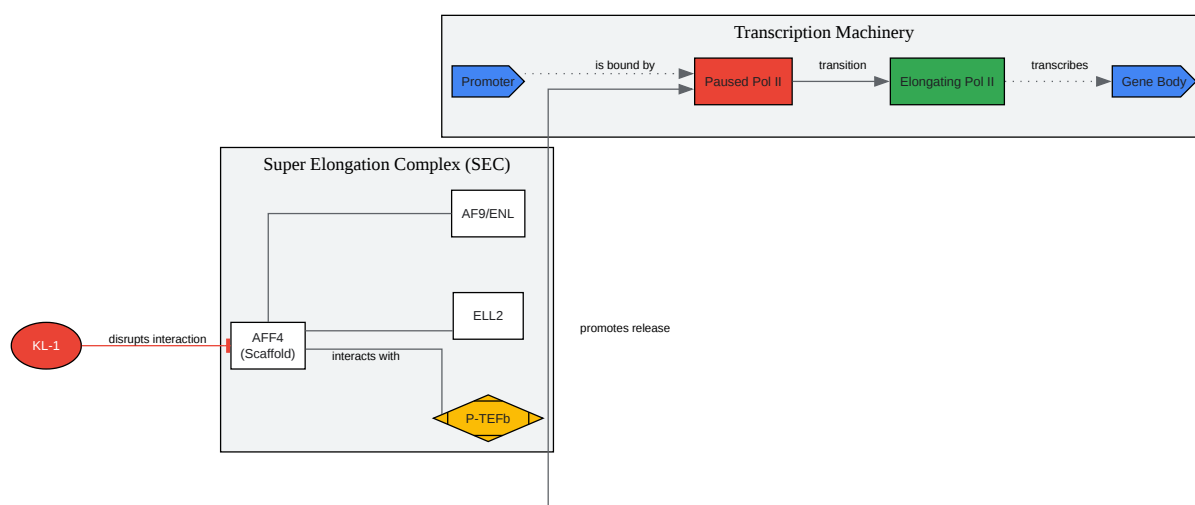 Transcription Machinery
Promoter
is bound by
Paused Pol II
transition
Elongating Pol II
transcribes
Gene Body
Super Elongation Complex (SEC)
AF9/ENL
ELL2
promotes release
KL-1
disrupts interaction
AFF4
(Scaffold)
interacts with
P-TEFb